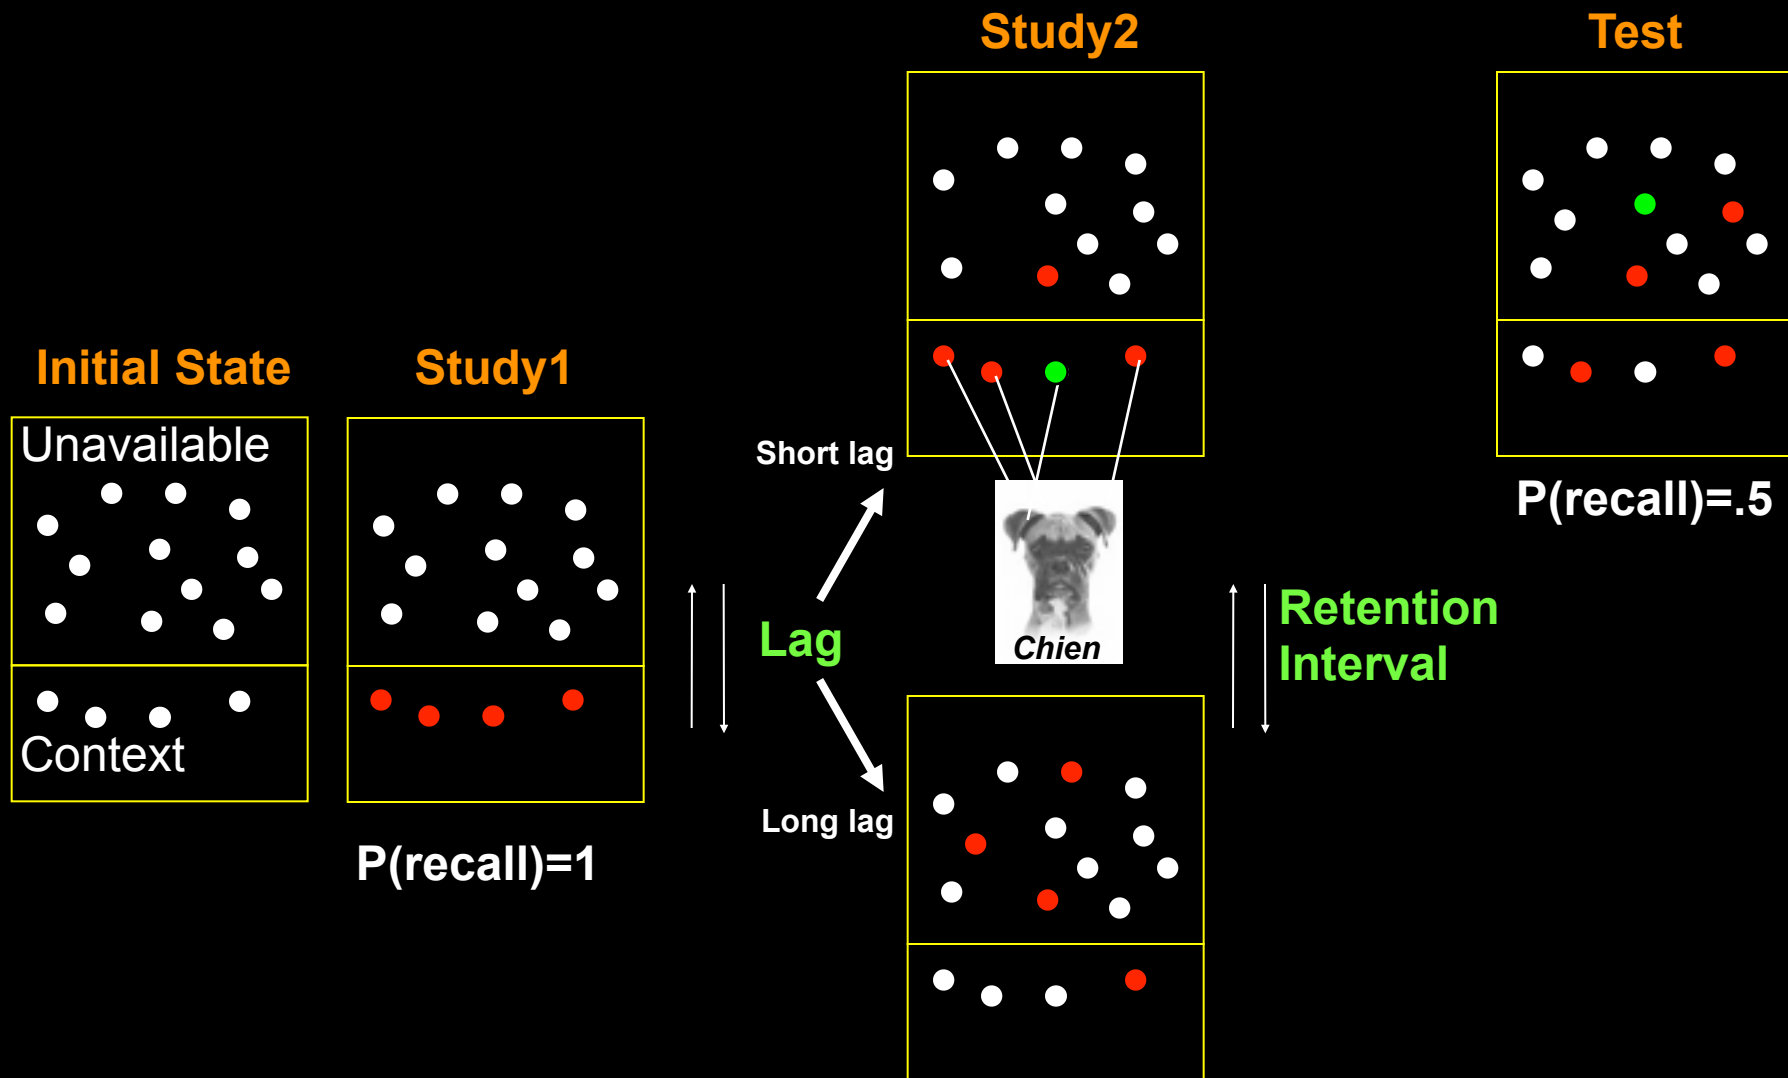 Study2
Test
Initial State
Study1
Unavailable
Context
P(recall)=1
Short lag
Lag
Long lag
Chien
Retention
Interval
P(recall)=.5